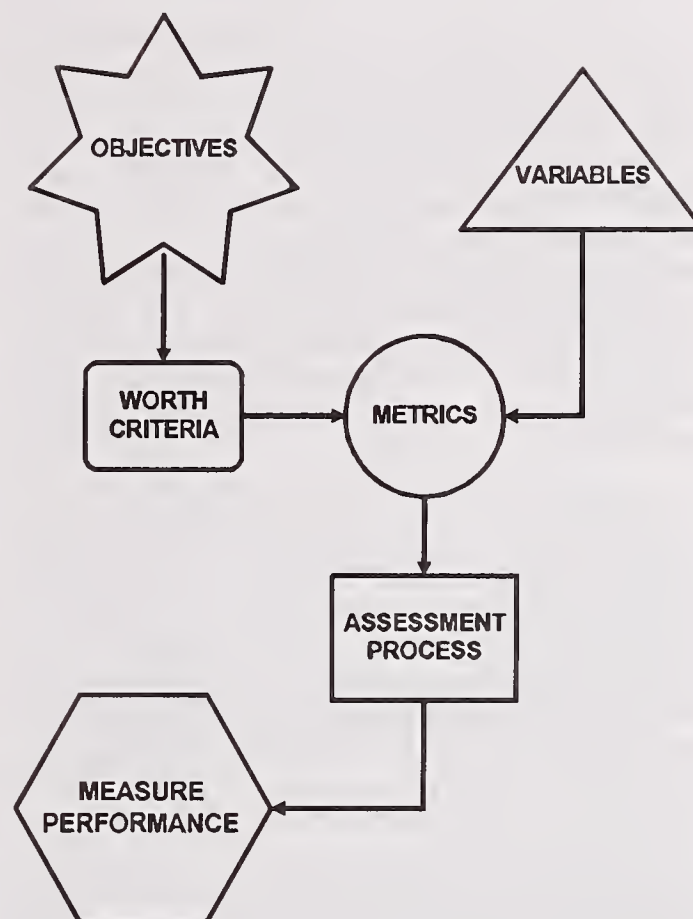 OBJECTIVES
VARIABLES
WORTH
CRITERIA
METRICS
ASSESSMENT
PROCESS
MEASURE
PERFORMANCE